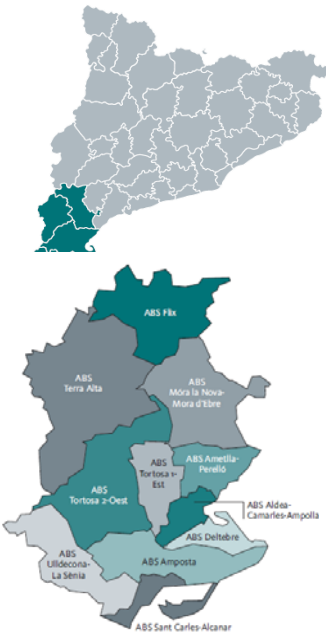 ABS Flix
ABS
Terra Alta
ABS
Móra la Nova-
Mora d'Ebre
ABS Ametlla-
Perelló
ABS
Tortosa 1-
Est
ABS
Tortosa 2-Oest
ABS Aldea-
Camarles-Ampolla
ABS Deltebre
ABS
Ulldecona-
La Sénia
ABS Amposta
ABS Sant Carles-Alcanar